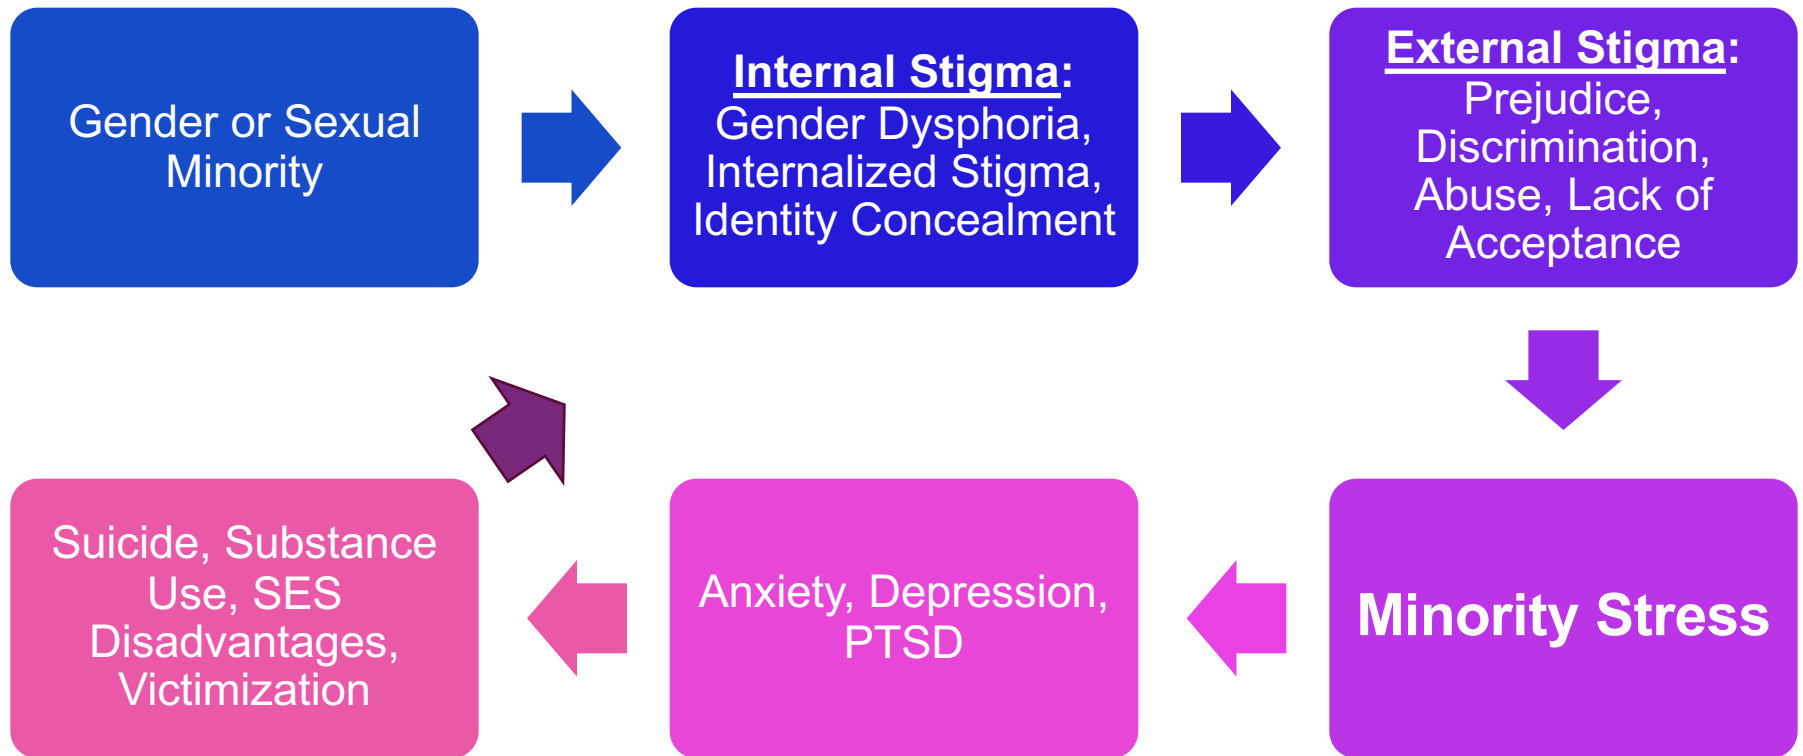 Gender or Sexual
Minority
Internal Stigma:
Gender Dysphoria,
Internalized Stigma,
Identity Concealment
External Stigma:
Prejudice,
Discrimination,
Abuse, Lack of
Acceptance
Minority Stress
Anxiety, Depression,
PTSD
Suicide, Substance
Use, SES
Disadvantages,
Victimization